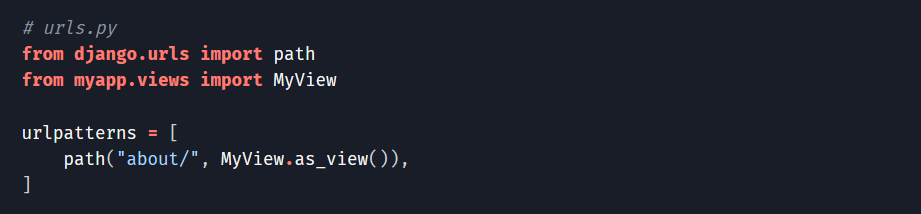 # urls.py
from django.urls import path
from myapp.views import MyView

urlpatterns = [
    path("about/", MyView.as_view()),
]